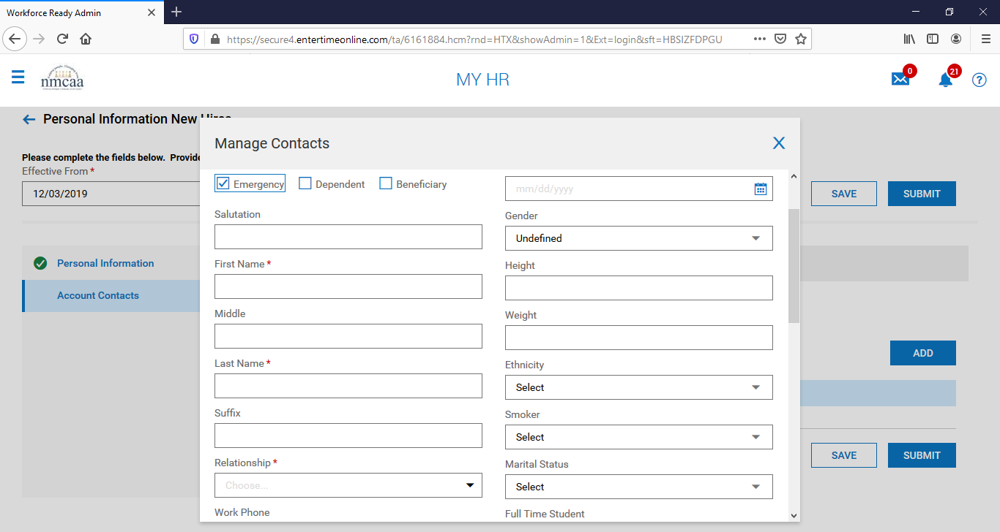 Workforce Ready Admin
https://secure4.entertimeonline.com/ta/6161884.hcm?rnd=HTX&showAdmin=1&Ext=login&sft=HBSIZFDPGU
nmcaa
MY HR
0
21
?
Personal Information New Hires
Please complete the fields below. Provide
Effective From *
12/03/2019
SAVE
SUBMIT
Personal Information
Account Contacts
ADD
SAVE
SUBMIT
Manage Contacts
Emergency
Dependent
Beneficiary
Salutation
First Name *
Middle
Last Name *
Suffix
Relationship *
Choose...
Work Phone
mm/dd/yyyy
Gender
Undefined
Height
Weight
Ethnicity
Select
Smoker
Select
Marital Status
Select
Full Time Student